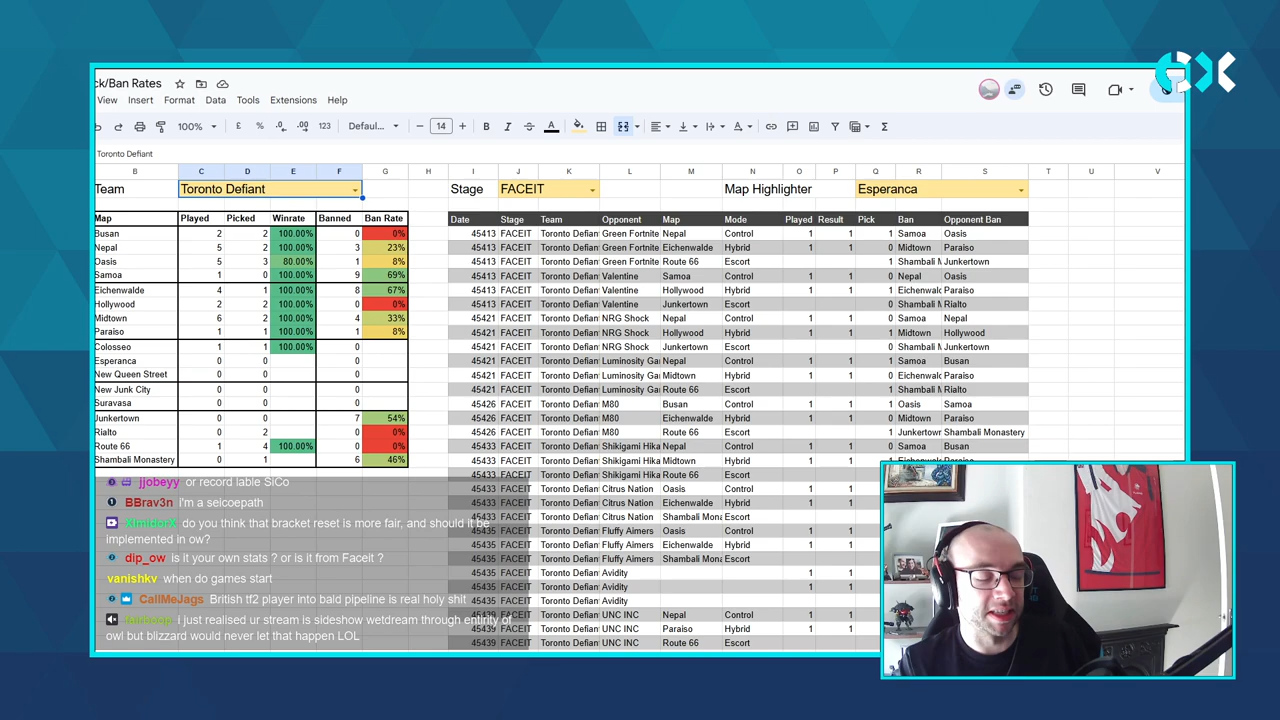 ck/Ban Rates
View Insert Format Data Tools Extensions Help
100% £ % .0 .00 123 Defaul... - 14 + B I A
Toronto Defiant
B C D E F G H I J K L M N O P Q R S T U V
Team Toronto Defiant Stage FACEIT Map Highlighter Esperanca
Map Played Picked Winrate Banned Ban Rate
Busan 2 2 100.00% 0 0%
Nepal 5 2 100.00% 3 23%
Oasis 5 3 80.00% 1 8%
Samoa 1 0 100.00% 9 69%
Eichenwalde 4 1 100.00% 8 67%
Hollywood 2 2 100.00% 0 0%
Midtown 6 2 100.00% 4 33%
Paraiso 1 1 100.00% 1 8%
Colosseo 1 1 100.00% 0
Esperanca 0 0 0
New Queen Street 0 0 0
New Junk City 0 0 0
Suravasa 0 0 0
Junkertown 0 0 7 54%
Rialto 0 2 0 0%
Route 66 1 4 100.00% 0 0%
Shambali Monastery 0 1 6 46%
Date Stage Team Opponent Map Mode Played Result Pick Ban Opponent Ban
45413 FACEIT Toronto Defian Green Fortnite Nepal Control 1 1 1 Samoa Oasis
45413 FACEIT Toronto Defian Green Fortnite Eichenwalde Hybrid 1 1 0 Midtown Paraiso
45413 FACEIT Toronto Defian Green Fortnite Route 66 Escort 1 Shambali M Junkertown
45413 FACEIT Toronto Defian Valentine Samoa Control 1 1 0 Nepal Oasis
45413 FACEIT Toronto Defian Valentine Hollywood Hybrid 1 1 1 Eichenwald Paraiso
45413 FACEIT Toronto Defian Valentine Junkertown Escort 0 Shambali M Rialto
45421 FACEIT Toronto Defian NRG Shock Nepal Control 1 1 0 Samoa Nepal
45421 FACEIT Toronto Defian NRG Shock Hollywood Hybrid 1 1 1 Midtown Hollywood
45421 FACEIT Toronto Defian NRG Shock Junkertown Escort 0 Shambali M Junkertown
45421 FACEIT Toronto Defian Luminosity Ga Nepal Control 1 1 1 Samoa Busan
45421 FACEIT Toronto Defian Luminosity Ga Midtown Hybrid 1 1 0 Eichenwald Paraiso
45421 FACEIT Toronto Defian Luminosity Ga Route 66 Escort 1 Shambali M Rialto
45426 FACEIT Toronto Defian M80 Busan Control 1 1 1 Oasis Samoa
45426 FACEIT Toronto Defian M80 Eichenwalde Hybrid 1 1 0 Midtown Paraiso
45426 FACEIT Toronto Defian M80 Route 66 Escort 1 Junkertown Shambali Monastery
45433 FACEIT Toronto Defian Shikigami Hika Nepal Control 1 1 0 Samoa Busan
45433 FACEIT Toronto Defian Shikigami Hika Midtown Hybrid 1 1 1 Eichenwald Paraiso
45433 FACEIT Toronto Defian Shikigami Hika Route 66 Escort
45433 FACEIT Toronto Defian Citrus Nation Oasis Control 1 1
45433 FACEIT Toronto Defian Citrus Nation Eichenwalde Hybrid 1 1
45433 FACEIT Toronto Defian Citrus Nation Shambali Mona Escort
45435 FACEIT Toronto Defian Fluffy Aimers Oasis Control 1 1
45435 FACEIT Toronto Defian Fluffy Aimers Eichenwalde Hybrid 1 1
45435 FACEIT Toronto Defian Fluffy Aimers Shambali Mona Escort
45435 FACEIT Toronto Defian Avidity 1 1
45435 FACEIT Toronto Defian Avidity 1 1
45435 FACEIT Toronto Defian Avidity
45439 FACEIT Toronto Defian UNC INC Nepal Control 1 1
45439 FACEIT Toronto Defian UNC INC Paraiso Hybrid 1 1
45439 FACEIT Toronto Defian UNC INC Route 66 Escort
jjobeyy or record lable SiCo
BBrav3n i'm a seicoepath
do you think that bracket reset is more fair, and should it be
implemented in ow?
dip_ow is it your own stats ? or is it from Faceit ?
vanishkv when do games start
CallMeJags British tf2 player into bald pipeline is real holy shit
i just realised ur stream is sideshow wetdream through entirity of
owl but blizzard would never let that happen LOL